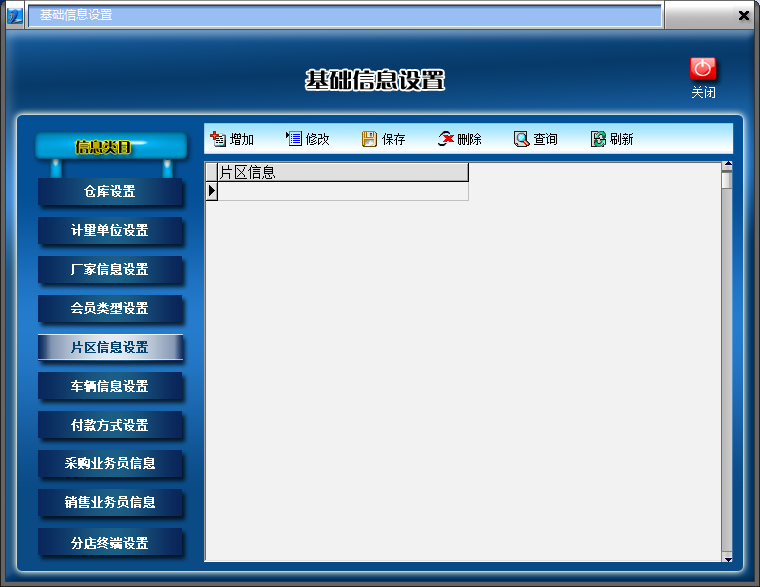 基础信息设置
基础信息设置
关闭
信息类目
增加 修改 保存 删除 查询 刷新
片区信息
仓库设置
计量单位设置
厂家信息设置
会员类型设置
片区信息设置
车辆信息设置
付款方式设置
采购业务员信息
销售业务员信息
分店终端设置